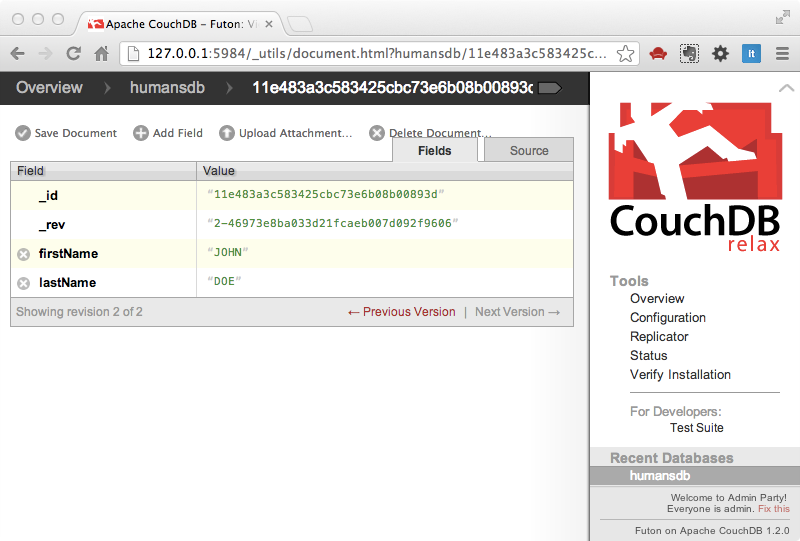 Apache CouchDB – Futon: Vi
127.0.0.1:5984/_utils/document.html?humansdb/11e483a3c583425cbc73e6b08b00893c...
It
Overview humansdb 11e483a3c583425cbc73e6b08b00893c
Save Document Add Field Upload Attachment... Delete Document...
Fields Source
Field Value
_id "11e483a3c583425cbc73e6b08b00893d"
_rev "2-46973e8ba033d21fcaeb007d092f9606"
firstName "JOHN"
lastName "DOE"
Showing revision 2 of 2 ← Previous Version | Next Version →
CouchDB
relax
Tools
Overview
Configuration
Replicator
Status
Verify Installation
For Developers:
Test Suite
Recent Databases
humansdb
Welcome to Admin Party!
Everyone is admin. Fix this
Futon on Apache CouchDB 1.2.0